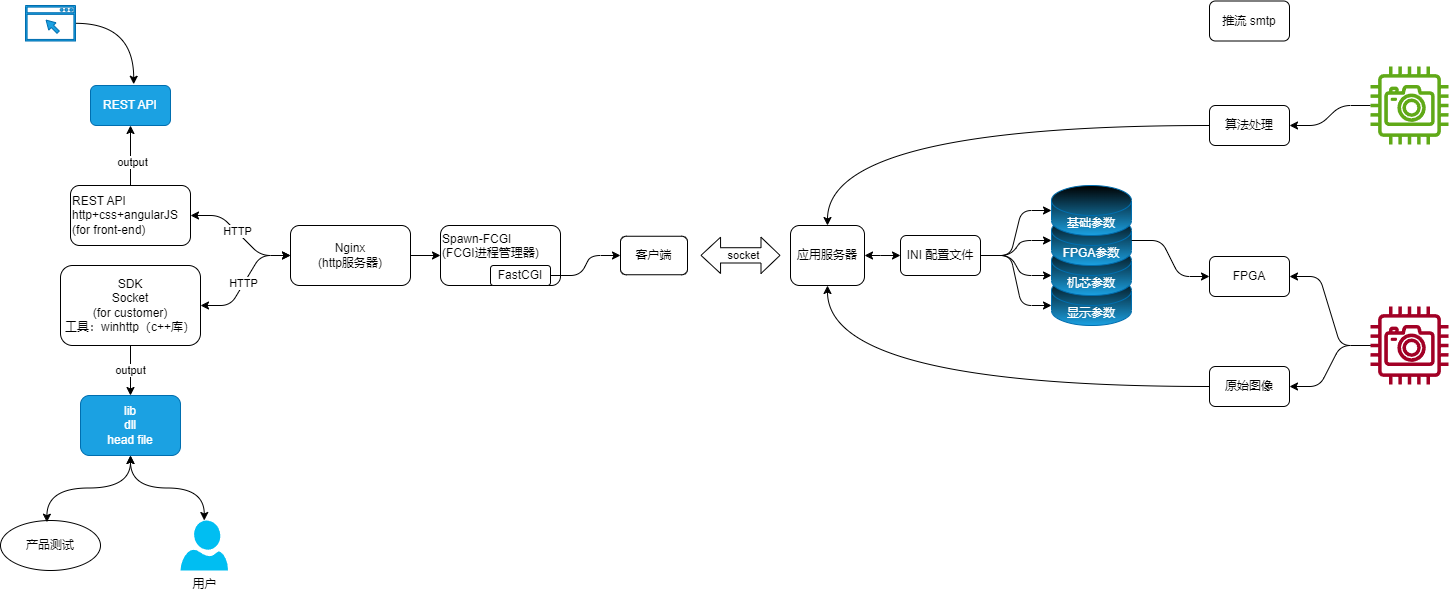 推流 smtp
REST API
算法处理
output
REST API
http+css+angularJS
(for front-end)
HTTP
Nginx
(http服务器)
Spawn-FCGI
(FCGI进程管理器)
FastCGI
客户端
socket
应用服务器
INI 配置文件
基础参数
FPGA参数
机芯参数
显示参数
FPGA
HTTP
SDK
Socket
(for customer)
工具：winhttp（c++库）
output
原始图像
lib
dll
head file
产品测试
用户